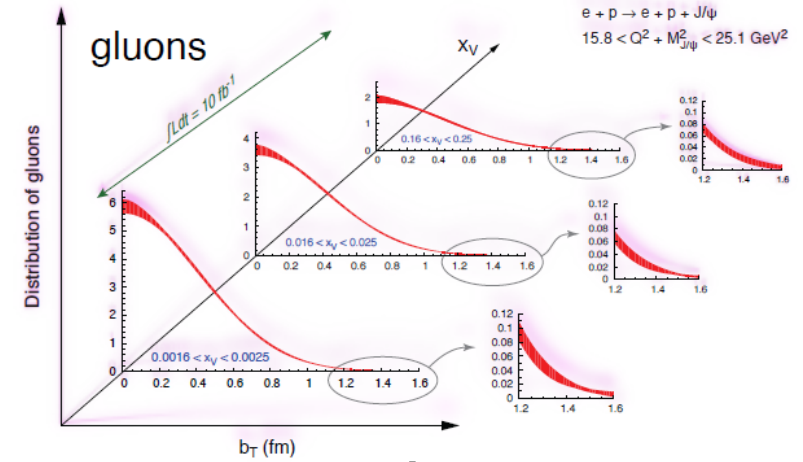 gluons
∫Ldt = 10 fb⁻¹
x_V
e + p → e + p + J/ψ
15.8 < Q² + M²_J/ψ < 25.1 GeV²
Distribution of gluons
2
1
0
0.16 < x_V < 0.25
0 0.2 0.4 0.6 0.8 1 1.2 1.4 1.6
0.12
0.1
0.08
0.06
0.04
0.02
0
1.2 1.4 1.6
4
3
2
1
0
0.016 < x_V < 0.025
0 0.2 0.4 0.6 0.8 1 1.2 1.4 1.6
0.12
0.1
0.08
0.06
0.04
0.02
0
1.2 1.4 1.6
6
5
4
3
2
1
0
0.0016 < x_V < 0.0025
0 0.2 0.4 0.6 0.8 1 1.2 1.4 1.6
0.12
0.1
0.08
0.06
0.04
0.02
0
1.2 1.4 1.6
b_T (fm)